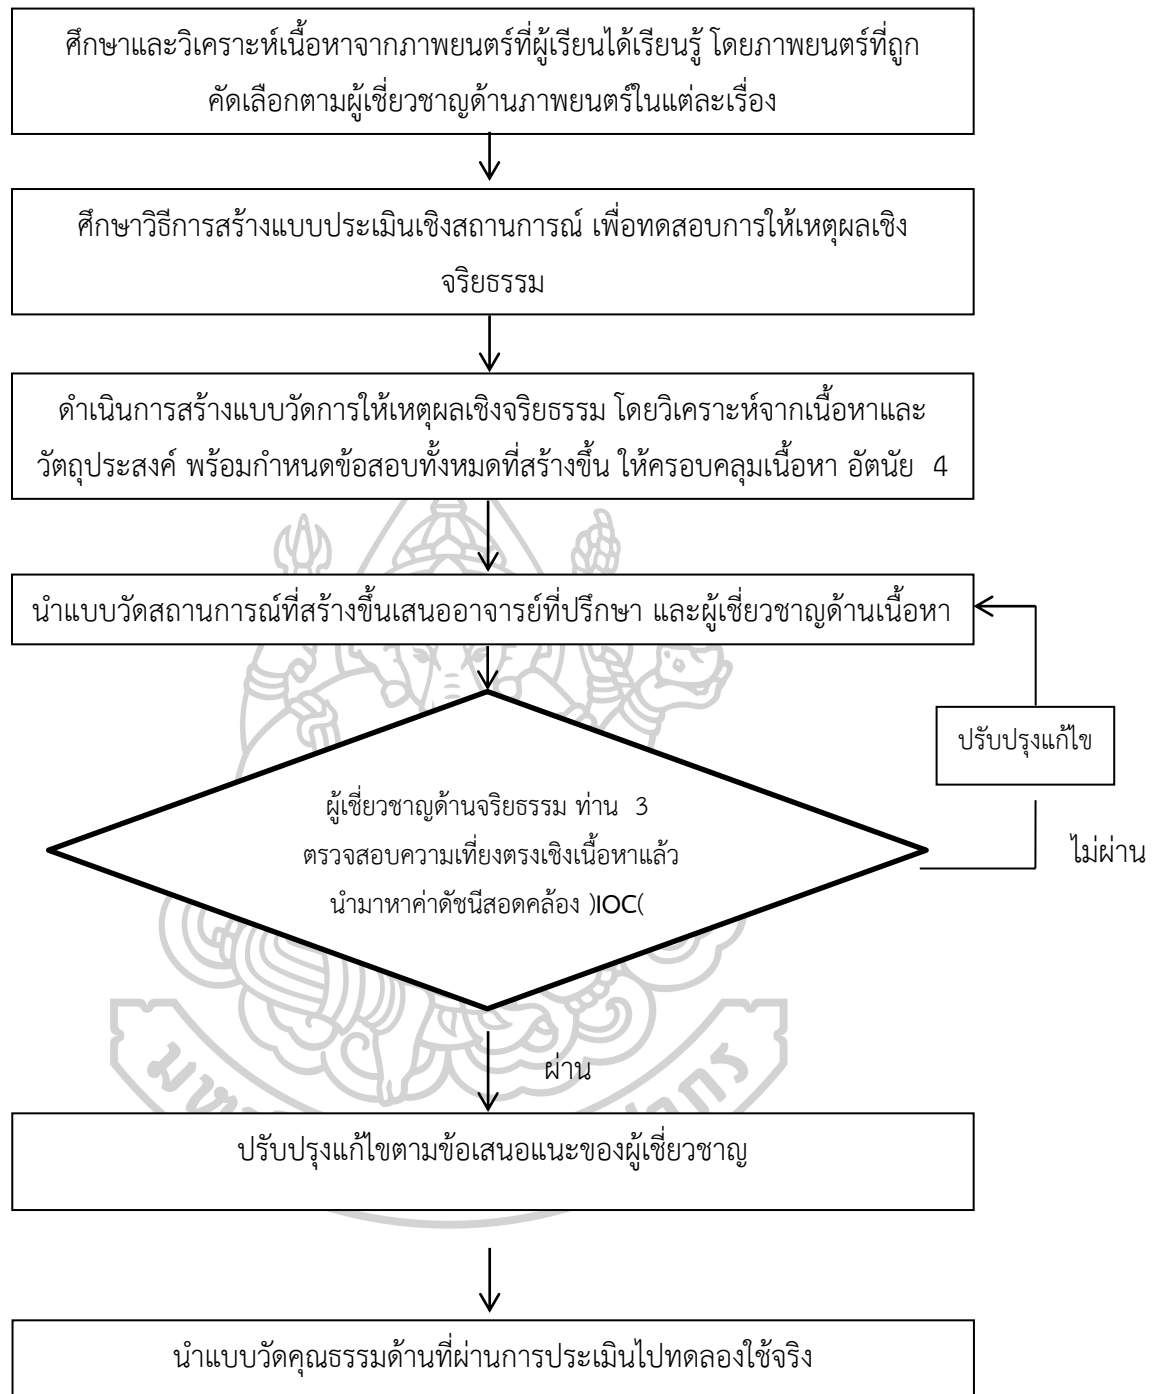 ศึกษาและวิเคราะห์เนื้อหาจากภาพยนตร์ที่ผู้เรียนได้เรียนรู้ โดยภาพยนตร์ที่ถูก
คัดเลือกตามผู้เชี่ยวชาญด้านภาพยนตร์ในแต่ละเรื่อง
ศึกษาวิธีการสร้างแบบประเมินเชิงสถานการณ์ เพื่อทดสอบการให้เหตุผลเชิง
จริยธรรม
ดำเนินการสร้างแบบวัดการให้เหตุผลเชิงจริยธรรม โดยวิเคราะห์จากเนื้อหาและ
วัตถุประสงค์ พร้อมกำหนดข้อสอบทั้งหมดที่สร้างขึ้น ให้ครอบคลุมเนื้อหา อัตนัย 4
นำแบบวัดสถานการณ์ที่สร้างขึ้นเสนออาจารย์ที่ปรึกษา และผู้เชี่ยวชาญด้านเนื้อหา
ปรับปรุงแก้ไข
ผู้เชี่ยวชาญด้านจริยธรรม ท่าน 3
ตรวจสอบความเที่ยงตรงเชิงเนื้อหาแล้ว
นำมาหาค่าดัชนีสอดคล้อง )IOC(
ไม่ผ่าน
ผ่าน
ปรับปรุงแก้ไขตามข้อเสนอแนะของผู้เชี่ยวชาญ
นำแบบวัดคุณธรรมด้านที่ผ่านการประเมินไปทดลองใช้จริง